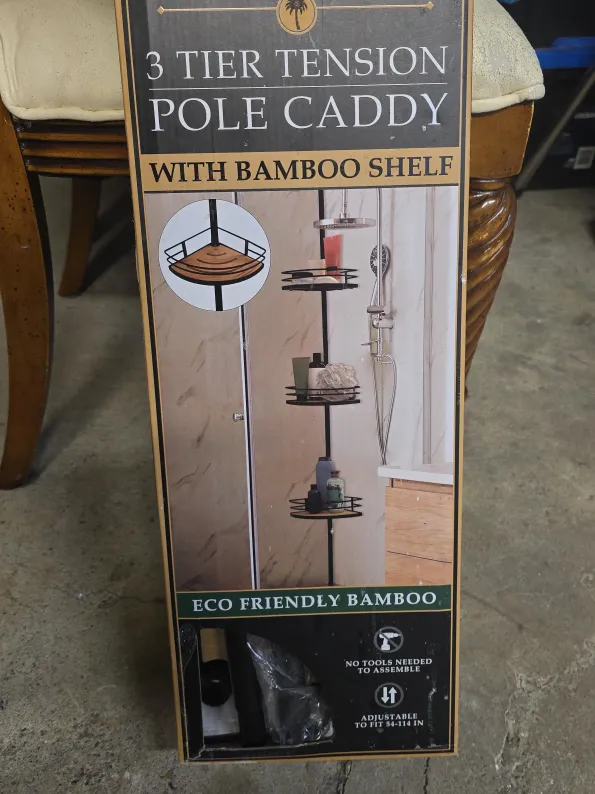 3 TIER TENSION
POLE CADDY
WITH BAMBOO SHELF
ECO FRIENDLY BAMBOO
NO TOOLS NEEDED
TO ASSEMBLE
ADJUSTABLE
TO FIT 54-114 IN